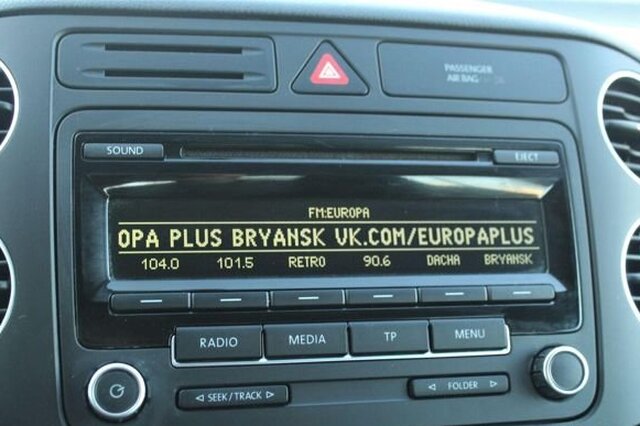 PASSENGER
AIR BAG
SOUND
EJECT
FM:EUROPA
OPA PLUS BRYANSK VK.COM/EUROPAPLUS
104.0 101.5 RETRO 90.6 DACHA BRYANSK
RADIO MEDIA TP MENU
SEEK/TRACK
FOLDER